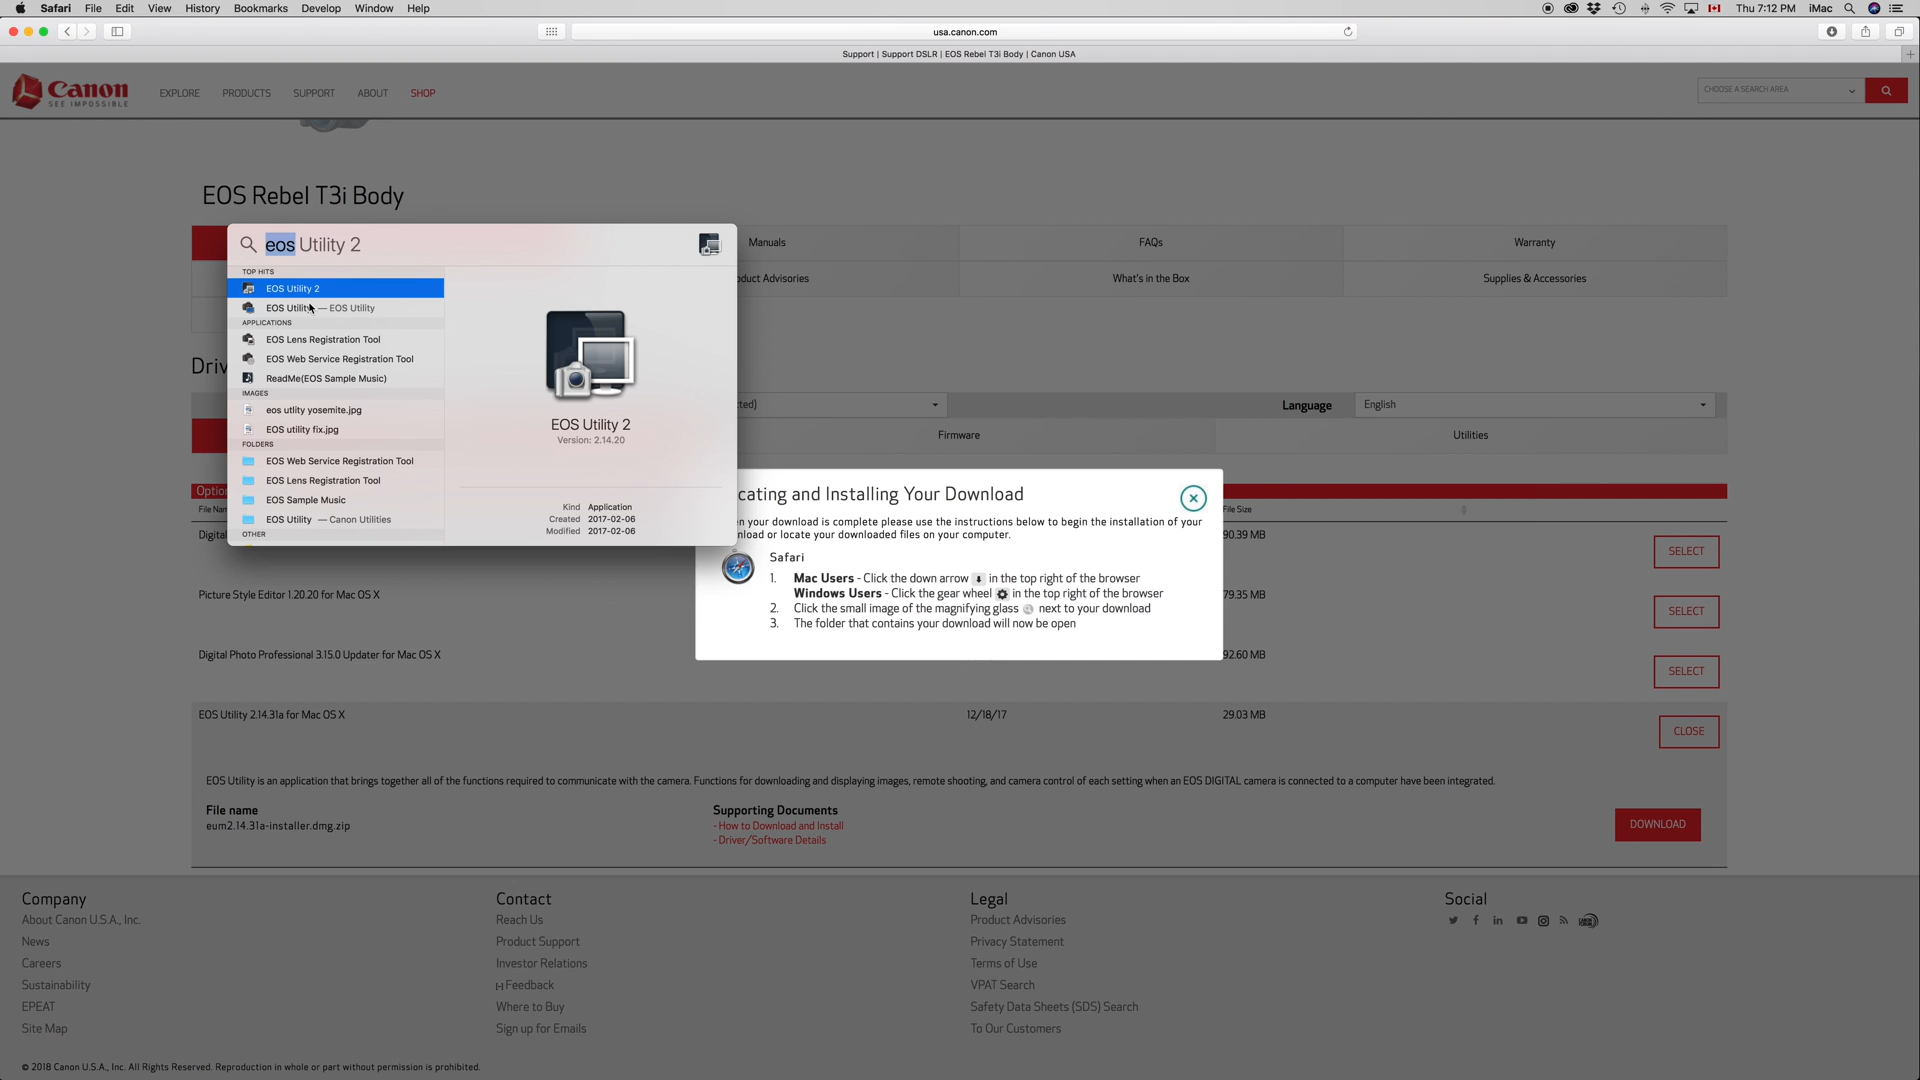 Safari File Edit View History Bookmarks Develop Window Help Thu 7:12 PM iMac
usa.canon.com
Support | Support DSLR | EOS Rebel T3i Body | Canon USA
Canon
SEE IMPOSSIBLE
EXPLORE PRODUCTS SUPPORT ABOUT SHOP
CHOOSE A SEARCH AREA
EOS Rebel T3i Body
eos Utility 2
TOP HITS
EOS Utility 2
EOS Utility — EOS Utility
APPLICATIONS
EOS Lens Registration Tool
EOS Web Service Registration Tool
ReadMe(EOS Sample Music)
IMAGES
eos utlity yosemite.jpg
EOS utility fix.jpg
FOLDERS
EOS Web Service Registration Tool
EOS Lens Registration Tool
EOS Sample Music
EOS Utility — Canon Utilities
OTHER
EOS Utility 2
Version: 2.14.20
Kind Application
Created 2017-02-06
Modified 2017-02-06
Manuals FAQs Warranty
duct Advisories What's in the Box Supplies & Accessories
Driv
cted) Language English
Firmware Utilities
Option
File Nam File Size
Digital 90.39 MB SELECT
Picture Style Editor 1.20.20 for Mac OS X 79.35 MB SELECT
Digital Photo Professional 3.15.0 Updater for Mac OS X 92.60 MB SELECT
EOS Utility 2.14.31a for Mac OS X 12/18/17 29.03 MB CLOSE
cating and Installing Your Download
en your download is complete please use the instructions below to begin the installation of your
nload or locate your downloaded files on your computer.
Safari
1. Mac Users - Click the down arrow in the top right of the browser
Windows Users - Click the gear wheel in the top right of the browser
2. Click the small image of the magnifying glass next to your download
3. The folder that contains your download will now be open
EOS Utility is an application that brings together all of the functions required to communicate with the camera. Functions for downloading and displaying images, remote shooting, and camera control of each setting when an EOS DIGITAL camera is connected to a computer have been integrated.
File name
eum2.14.31a-installer.dmg.zip
Supporting Documents
- How to Download and Install
- Driver/Software Details
DOWNLOAD
Company
About Canon U.S.A., Inc.
News
Careers
Sustainability
EPEAT
Site Map
Contact
Reach Us
Product Support
Investor Relations
[-] Feedback
Where to Buy
Sign up for Emails
Legal
Product Advisories
Privacy Statement
Terms of Use
VPAT Search
Safety Data Sheets (SDS) Search
To Our Customers
Social
© 2018 Canon U.S.A., Inc. All Rights Reserved. Reproduction in whole or part without permission is prohibited.